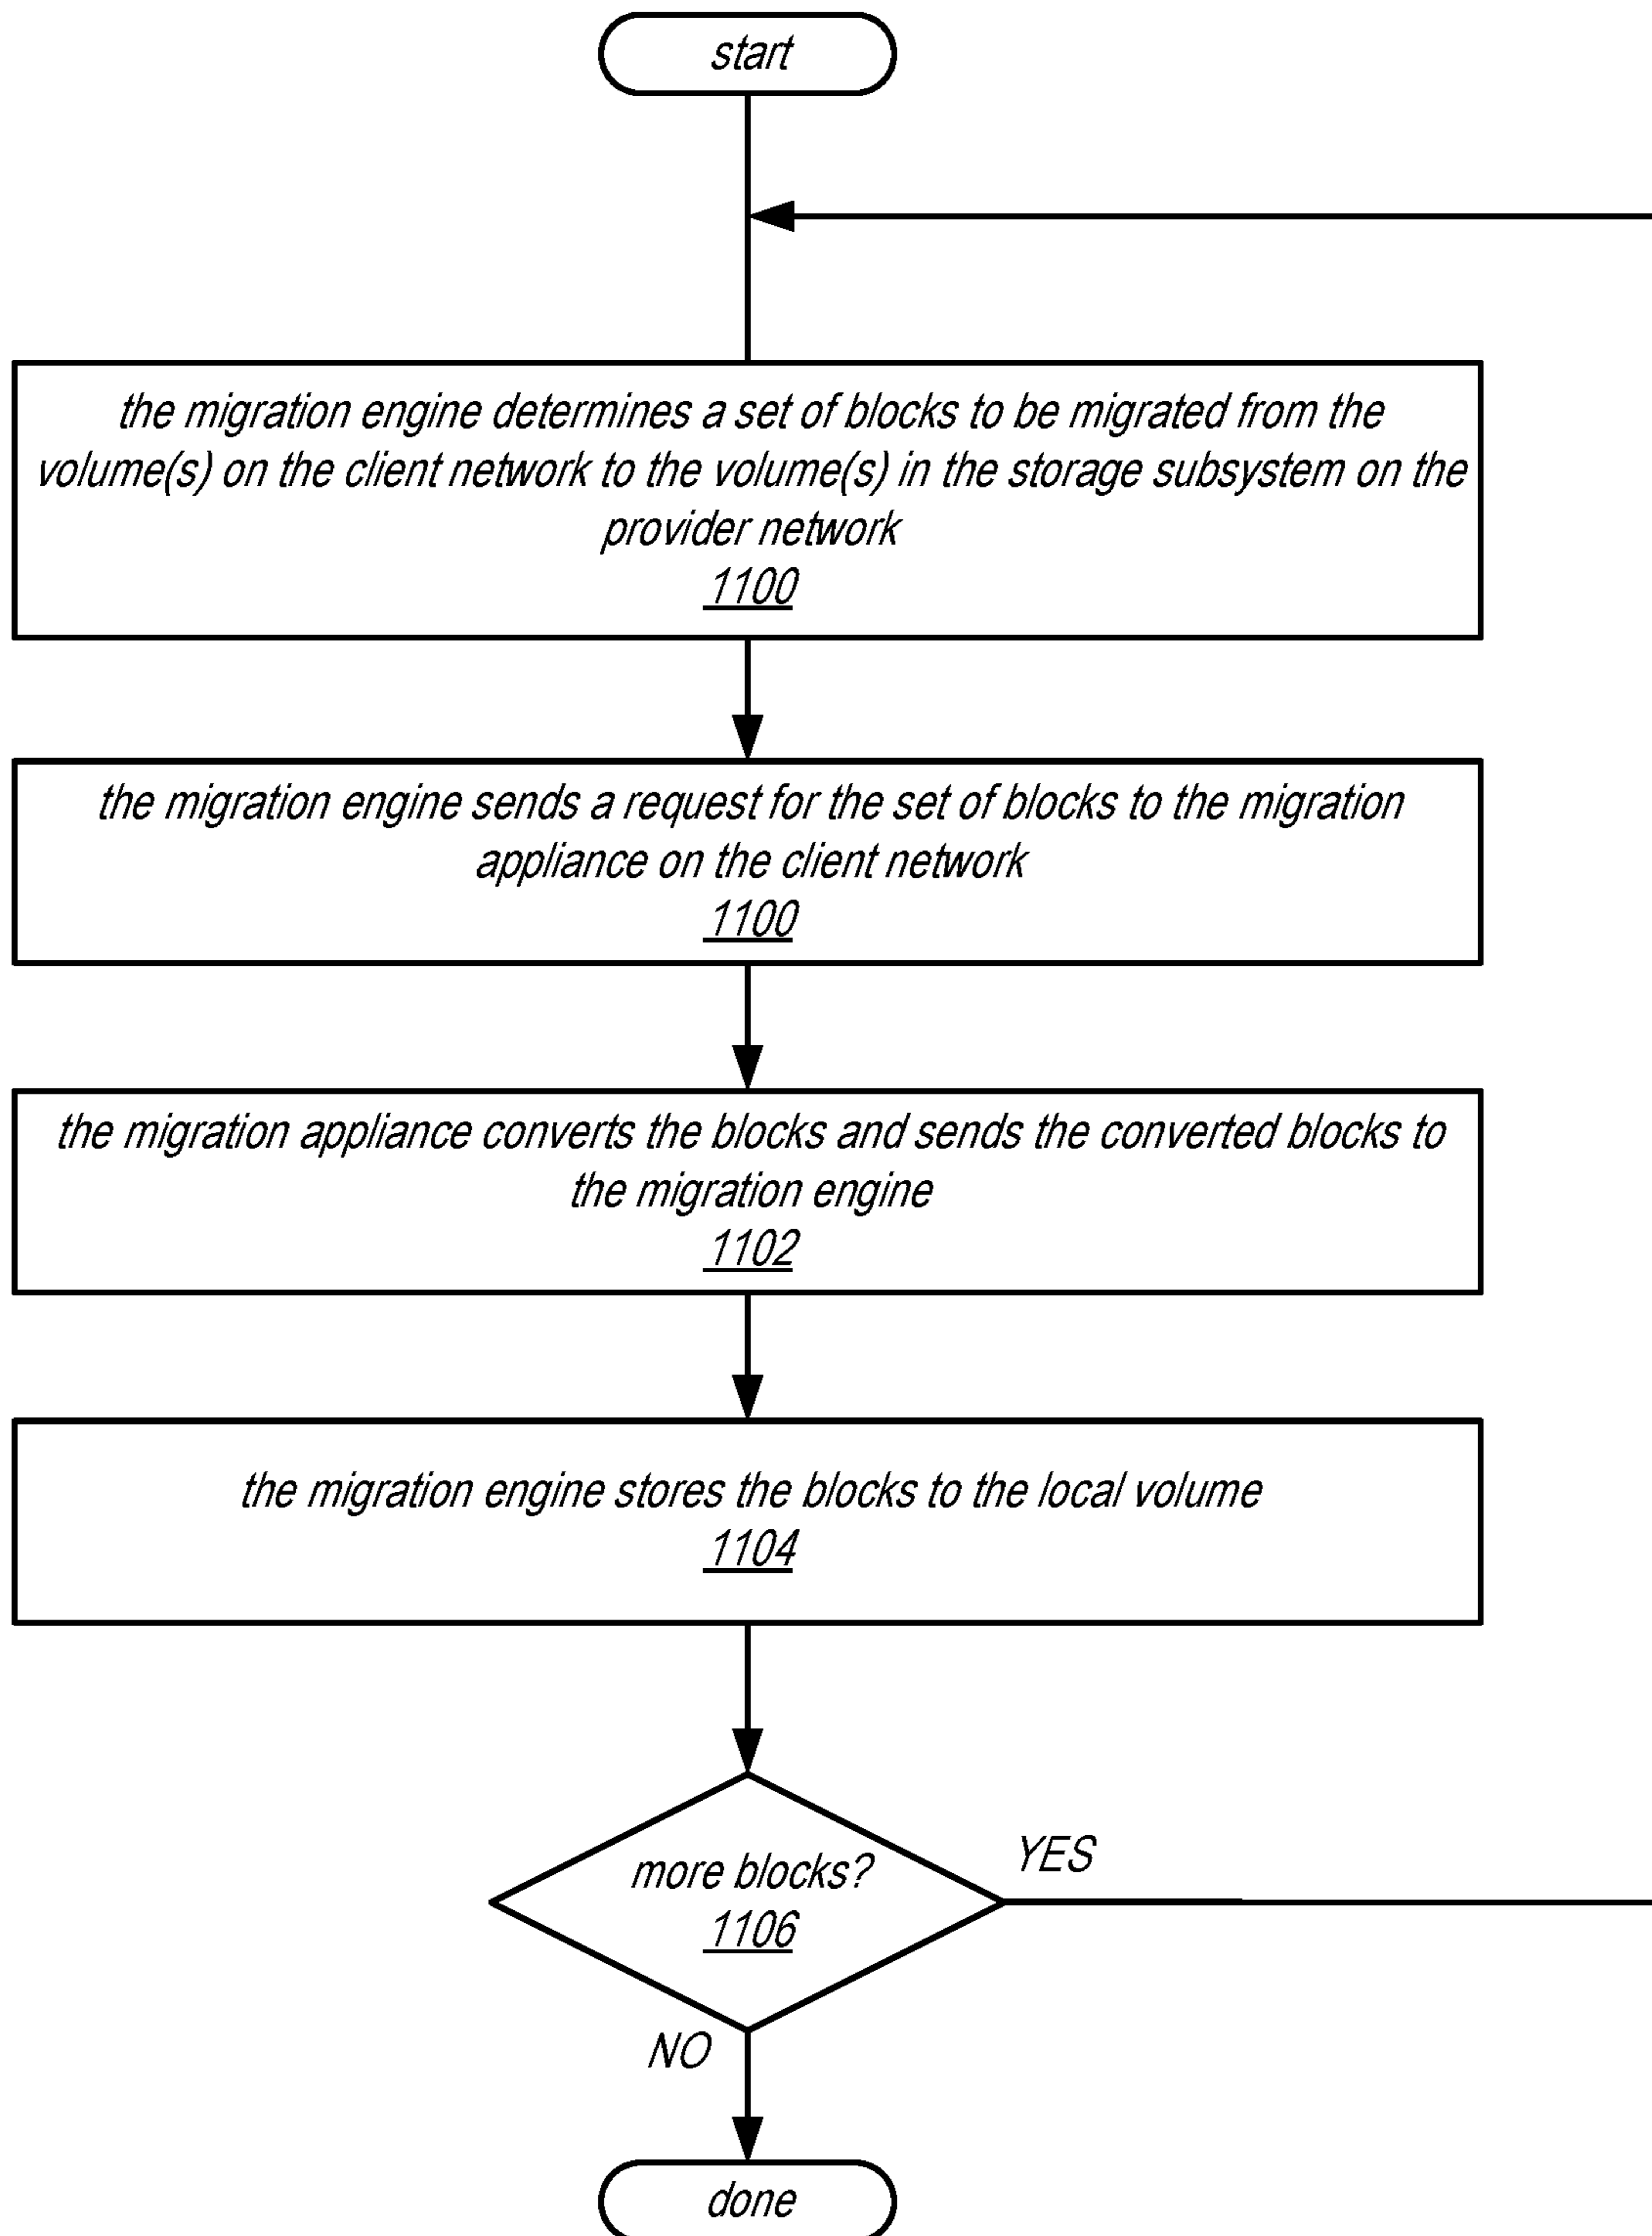 start
the migration engine determines a set of blocks to be migrated from the
volume(s) on the client network to the volume(s) in the storage subsystem on the
provider network
1100
the migration engine sends a request for the set of blocks to the migration
appliance on the client network
1100
the migration appliance converts the blocks and sends the converted blocks to
the migration engine
1102
the migration engine stores the blocks to the local volume
1104
YES
more blocks?
1106
NO
done